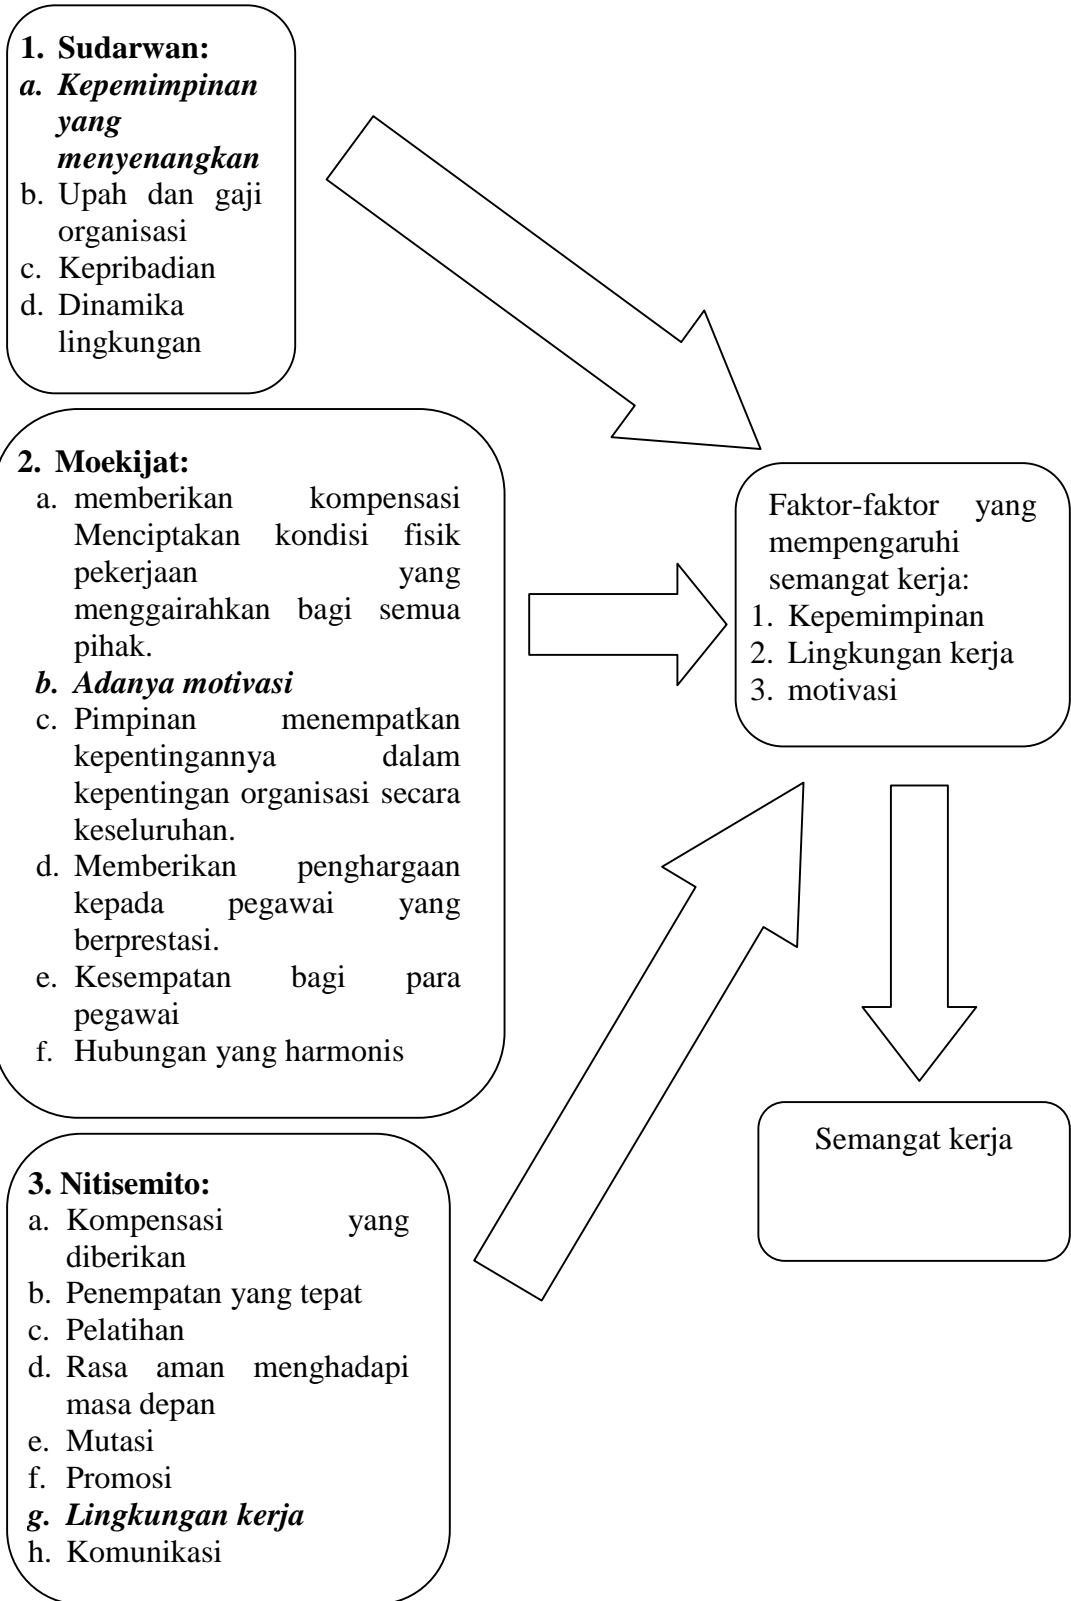 1. Sudarwan:
a. Kepemimpinan
yang
menyenangkan
b. Upah dan gaji
organisasi
c. Kepribadian
d. Dinamika
lingkungan
2. Moekijat:
a. memberikan kompensasi
Menciptakan kondisi fisik
pekerjaan yang
menggairahkan bagi semua
pihak.
b. Adanya motivasi
c. Pimpinan menempatkan
kepentingannya dalam
kepentingan organisasi secara
keseluruhan.
d. Memberikan penghargaan
kepada pegawai yang
berprestasi.
e. Kesempatan bagi para
pegawai
f. Hubungan yang harmonis
3. Nitisemito:
a. Kompensasi yang
diberikan
b. Penempatan yang tepat
c. Pelatihan
d. Rasa aman menghadapi
masa depan
e. Mutasi
f. Promosi
g. Lingkungan kerja
h. Komunikasi
Faktor-faktor yang
mempengaruhi
semangat kerja:
1. Kepemimpinan
2. Lingkungan kerja
3. motivasi
Semangat kerja